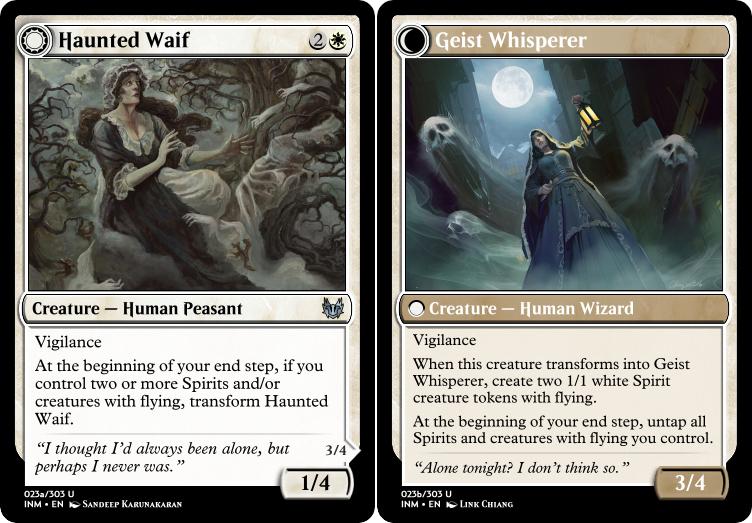 Haunted Waif
2
Creature — Human Peasant
Vigilance
At the beginning of your end step, if you
control two or more Spirits and/or
creatures with flying, transform Haunted
Waif.
“I thought I’d always been alone, but
perhaps I never was.”
3/4
1/4
023a/303 U
INM • EN Sandeep Karunakaran
Geist Whisperer
Creature — Human Wizard
Vigilance
When this creature transforms into Geist
Whisperer, create two 1/1 white Spirit
creature tokens with flying.
At the beginning of your end step, untap all
Spirits and creatures with flying you control.
“Alone tonight? I don’t think so.”
3/4
023b/303 U
INM • EN Link Chiang